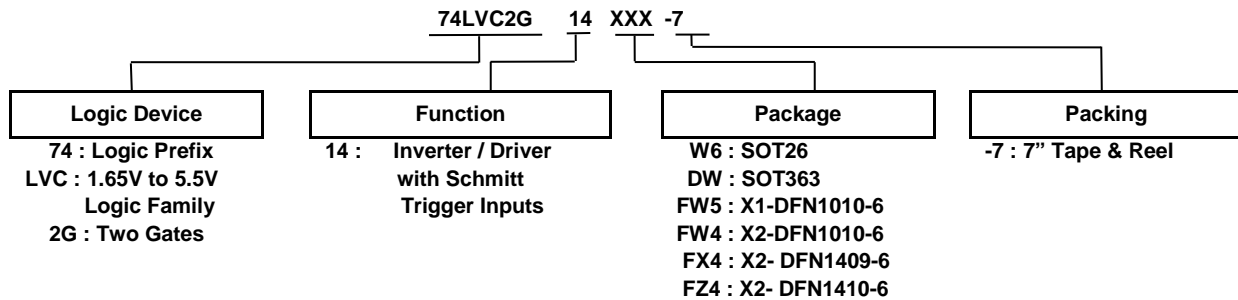 74LVC2G 14 XXX -7
Logic Device
74 : Logic Prefix
LVC : 1.65V to 5.5V
Logic Family
2G : Two Gates
Function
14 : Inverter / Driver
with Schmitt
Trigger Inputs
Package
W6 : SOT26
DW : SOT363
FW5 : X1-DFN1010-6
FW4 : X2-DFN1010-6
FX4 : X2- DFN1409-6
FZ4 : X2- DFN1410-6
Packing
-7 : 7” Tape & Reel